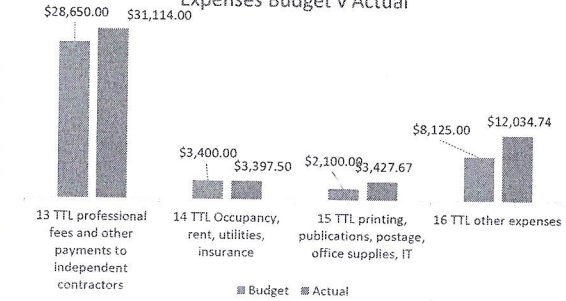 Expenses Budget v Actual
$28,650.00
$31,114.00
$3,400.00
$3,397.50
$2,100.00
$3,427.67
$8,125.00
$12,034.74
13 TTL professional
fees and other
payments to
independent
contractors
14 TTL Occupancy,
rent, utilities,
insurance
15 TTL printing,
publications, postage,
office supplies, IT
16 TTL other expenses
Budget
Actual